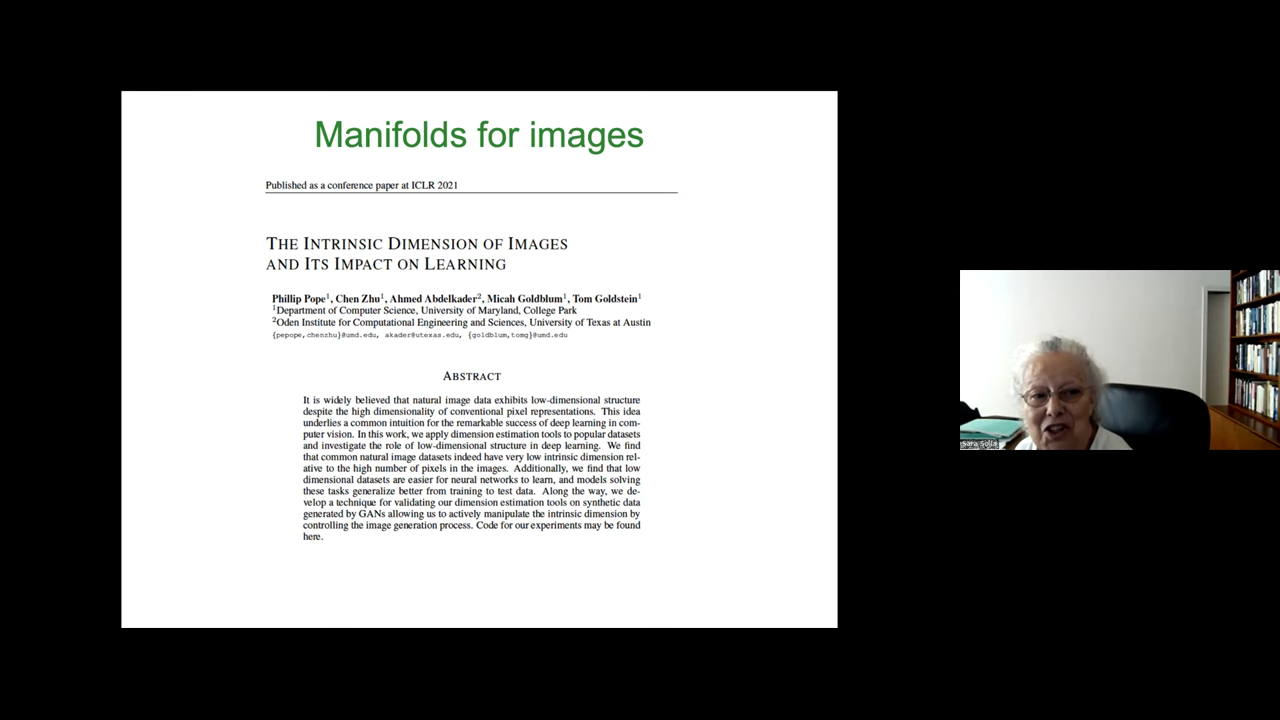 Manifolds for images
Published as a conference paper at ICLR 2021
THE INTRINSIC DIMENSION OF IMAGES
AND ITS IMPACT ON LEARNING
Phillip Pope1, Chen Zhu1, Ahmed Abdelkader2, Micah Goldblum1, Tom Goldstein1
1Department of Computer Science, University of Maryland, College Park
2Oden Institute for Computational Engineering and Sciences, University of Texas at Austin
{pepope,chenzhu}@umd.edu, akader@utexas.edu, {goldblum,tomg}@umd.edu
ABSTRACT
It is widely believed that natural image data exhibits low-dimensional structure
despite the high dimensionality of conventional pixel representations. This idea
underlies a common intuition for the remarkable success of deep learning in com-
puter vision. In this work, we apply dimension estimation tools to popular datasets
and investigate the role of low-dimensional structure in deep learning. We find
that common natural image datasets indeed have very low intrinsic dimension rel-
ative to the high number of pixels in the images. Additionally, we find that low
dimensional datasets are easier for neural networks to learn, and models solving
these tasks generalize better from training to test data. Along the way, we de-
velop a technique for validating our dimension estimation tools on synthetic data
generated by GANs allowing us to actively manipulate the intrinsic dimension by
controlling the image generation process. Code for our experiments may be found
here.
Sara Solla